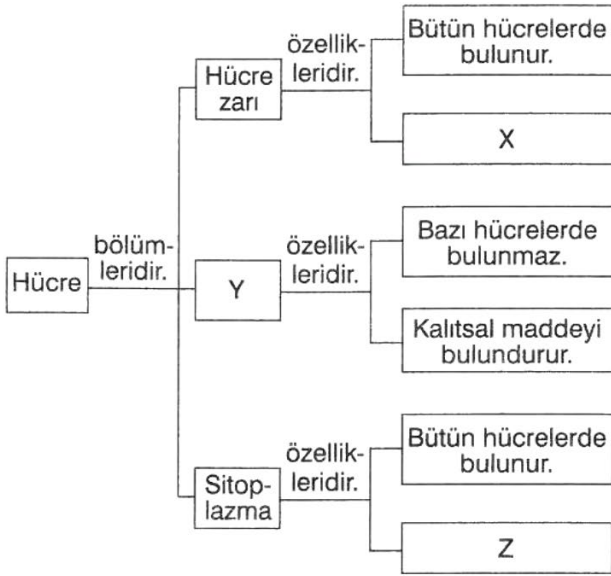 Hücre
bölüm-
leridir.
Hücre
zarı
özellik-
leridir.
Bütün hücrelerde
bulunur.
X
Y
özellik-
leridir.
Bazı hücrelerde
bulunmaz.
Kalıtsal maddeyi
bulundurur.
Sitop-
lazma
özellik-
leridir.
Bütün hücrelerde
bulunur.
Z